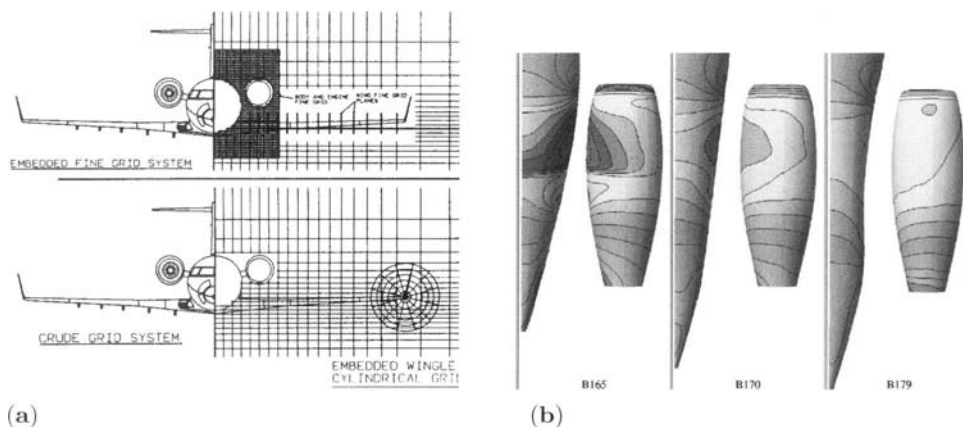 BODY AND ENGINE
FINE GRID
WING FINE GRID
PLANES
EMBEDDED FINE GRID SYSTEM
CRUDE GRID SYSTEM
EMBEDDED WINGLE
CYLINDRICAL GRI
B165
B170
B179
(a)
(b)